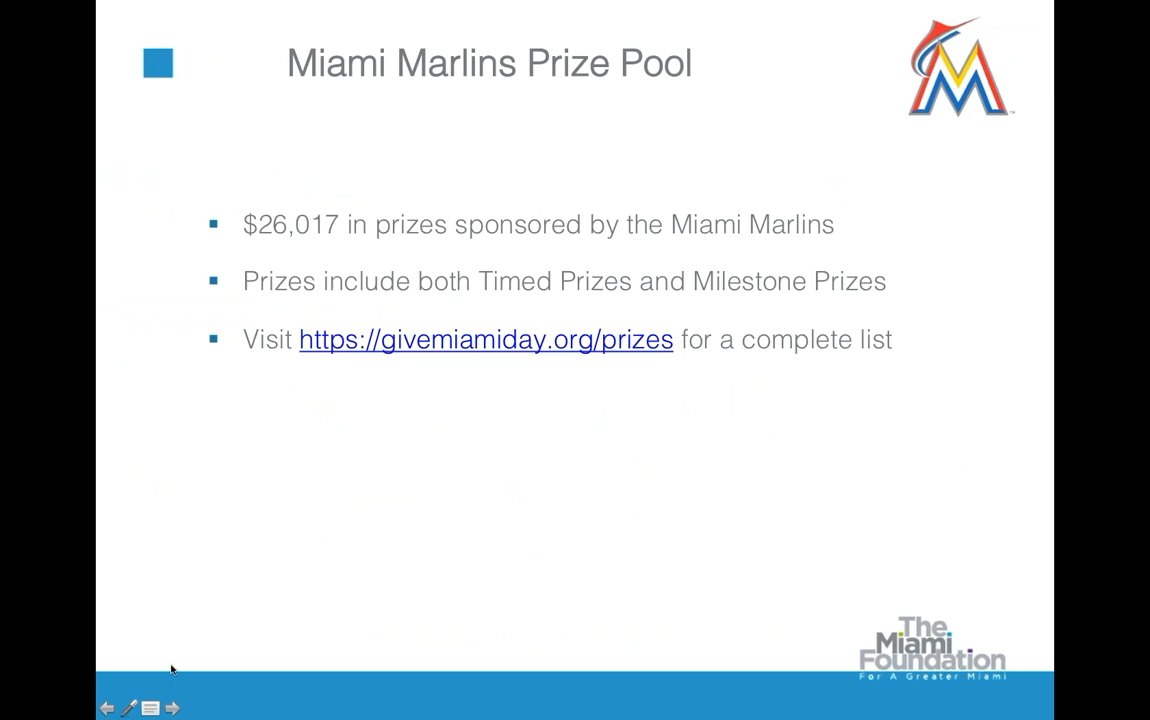 Miami Marlins Prize Pool
M
™
$26,017 in prizes sponsored by the Miami Marlins
Prizes include both Timed Prizes and Milestone Prizes
Visit https://givemiamiday.org/prizes for a complete list
The
Miami
Foundation
For A Greater Miami